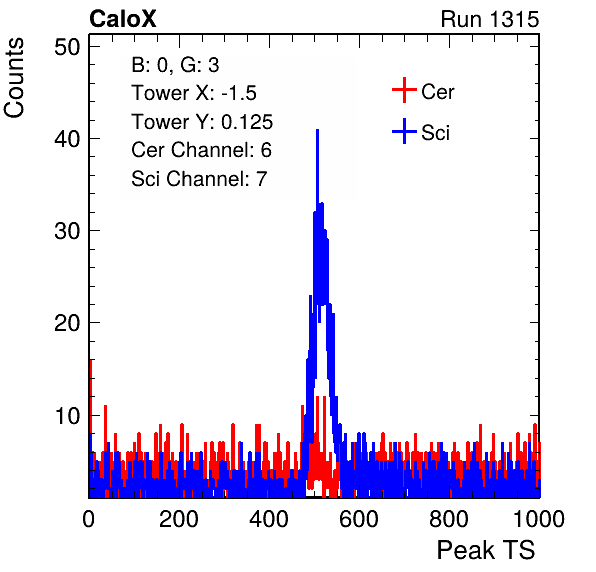 CaloX Run 1315
Counts
50
40
30
20
10
B: 0, G: 3
Tower X: -1.5
Tower Y: 0.125
Cer Channel: 6
Sci Channel: 7
Cer
Sci
0 200 400 600 800 1000
Peak TS